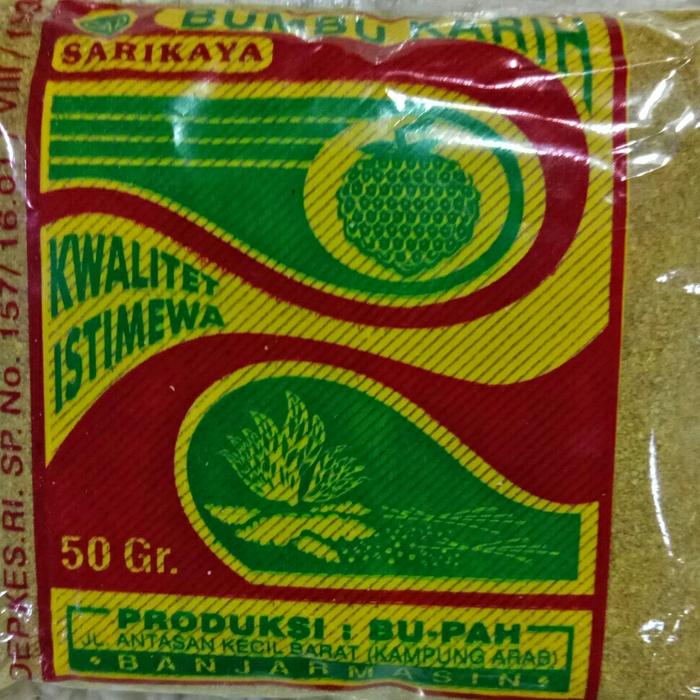 BUMBU KARIH
SARIKAYA
KWALITET
ISTIMEWA
50 Gr.
PRODUKSI : BU-PAH
JL. ANTASAN KECIL BARAT (KAMPUNG ARAB)
BANJARMASIN
DEPKES.RI. SP. No. 157/16.01